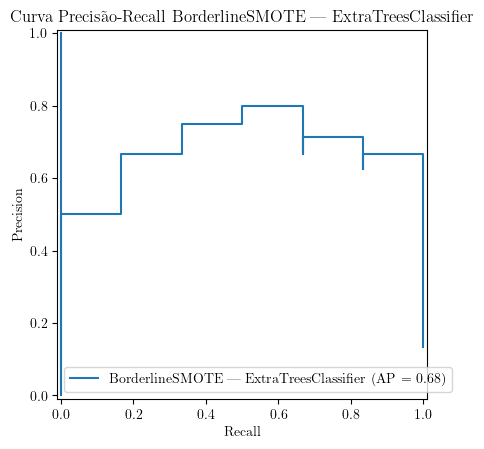 Curva Precisão-Recall BorderlineSMOTE — ExtraTreesClassifier
1.0
0.8
0.6
0.4
0.2
0.0
Precision
BorderlineSMOTE — ExtraTreesClassifier (AP = 0.68)
0.0 0.2 0.4 0.6 0.8 1.0
Recall